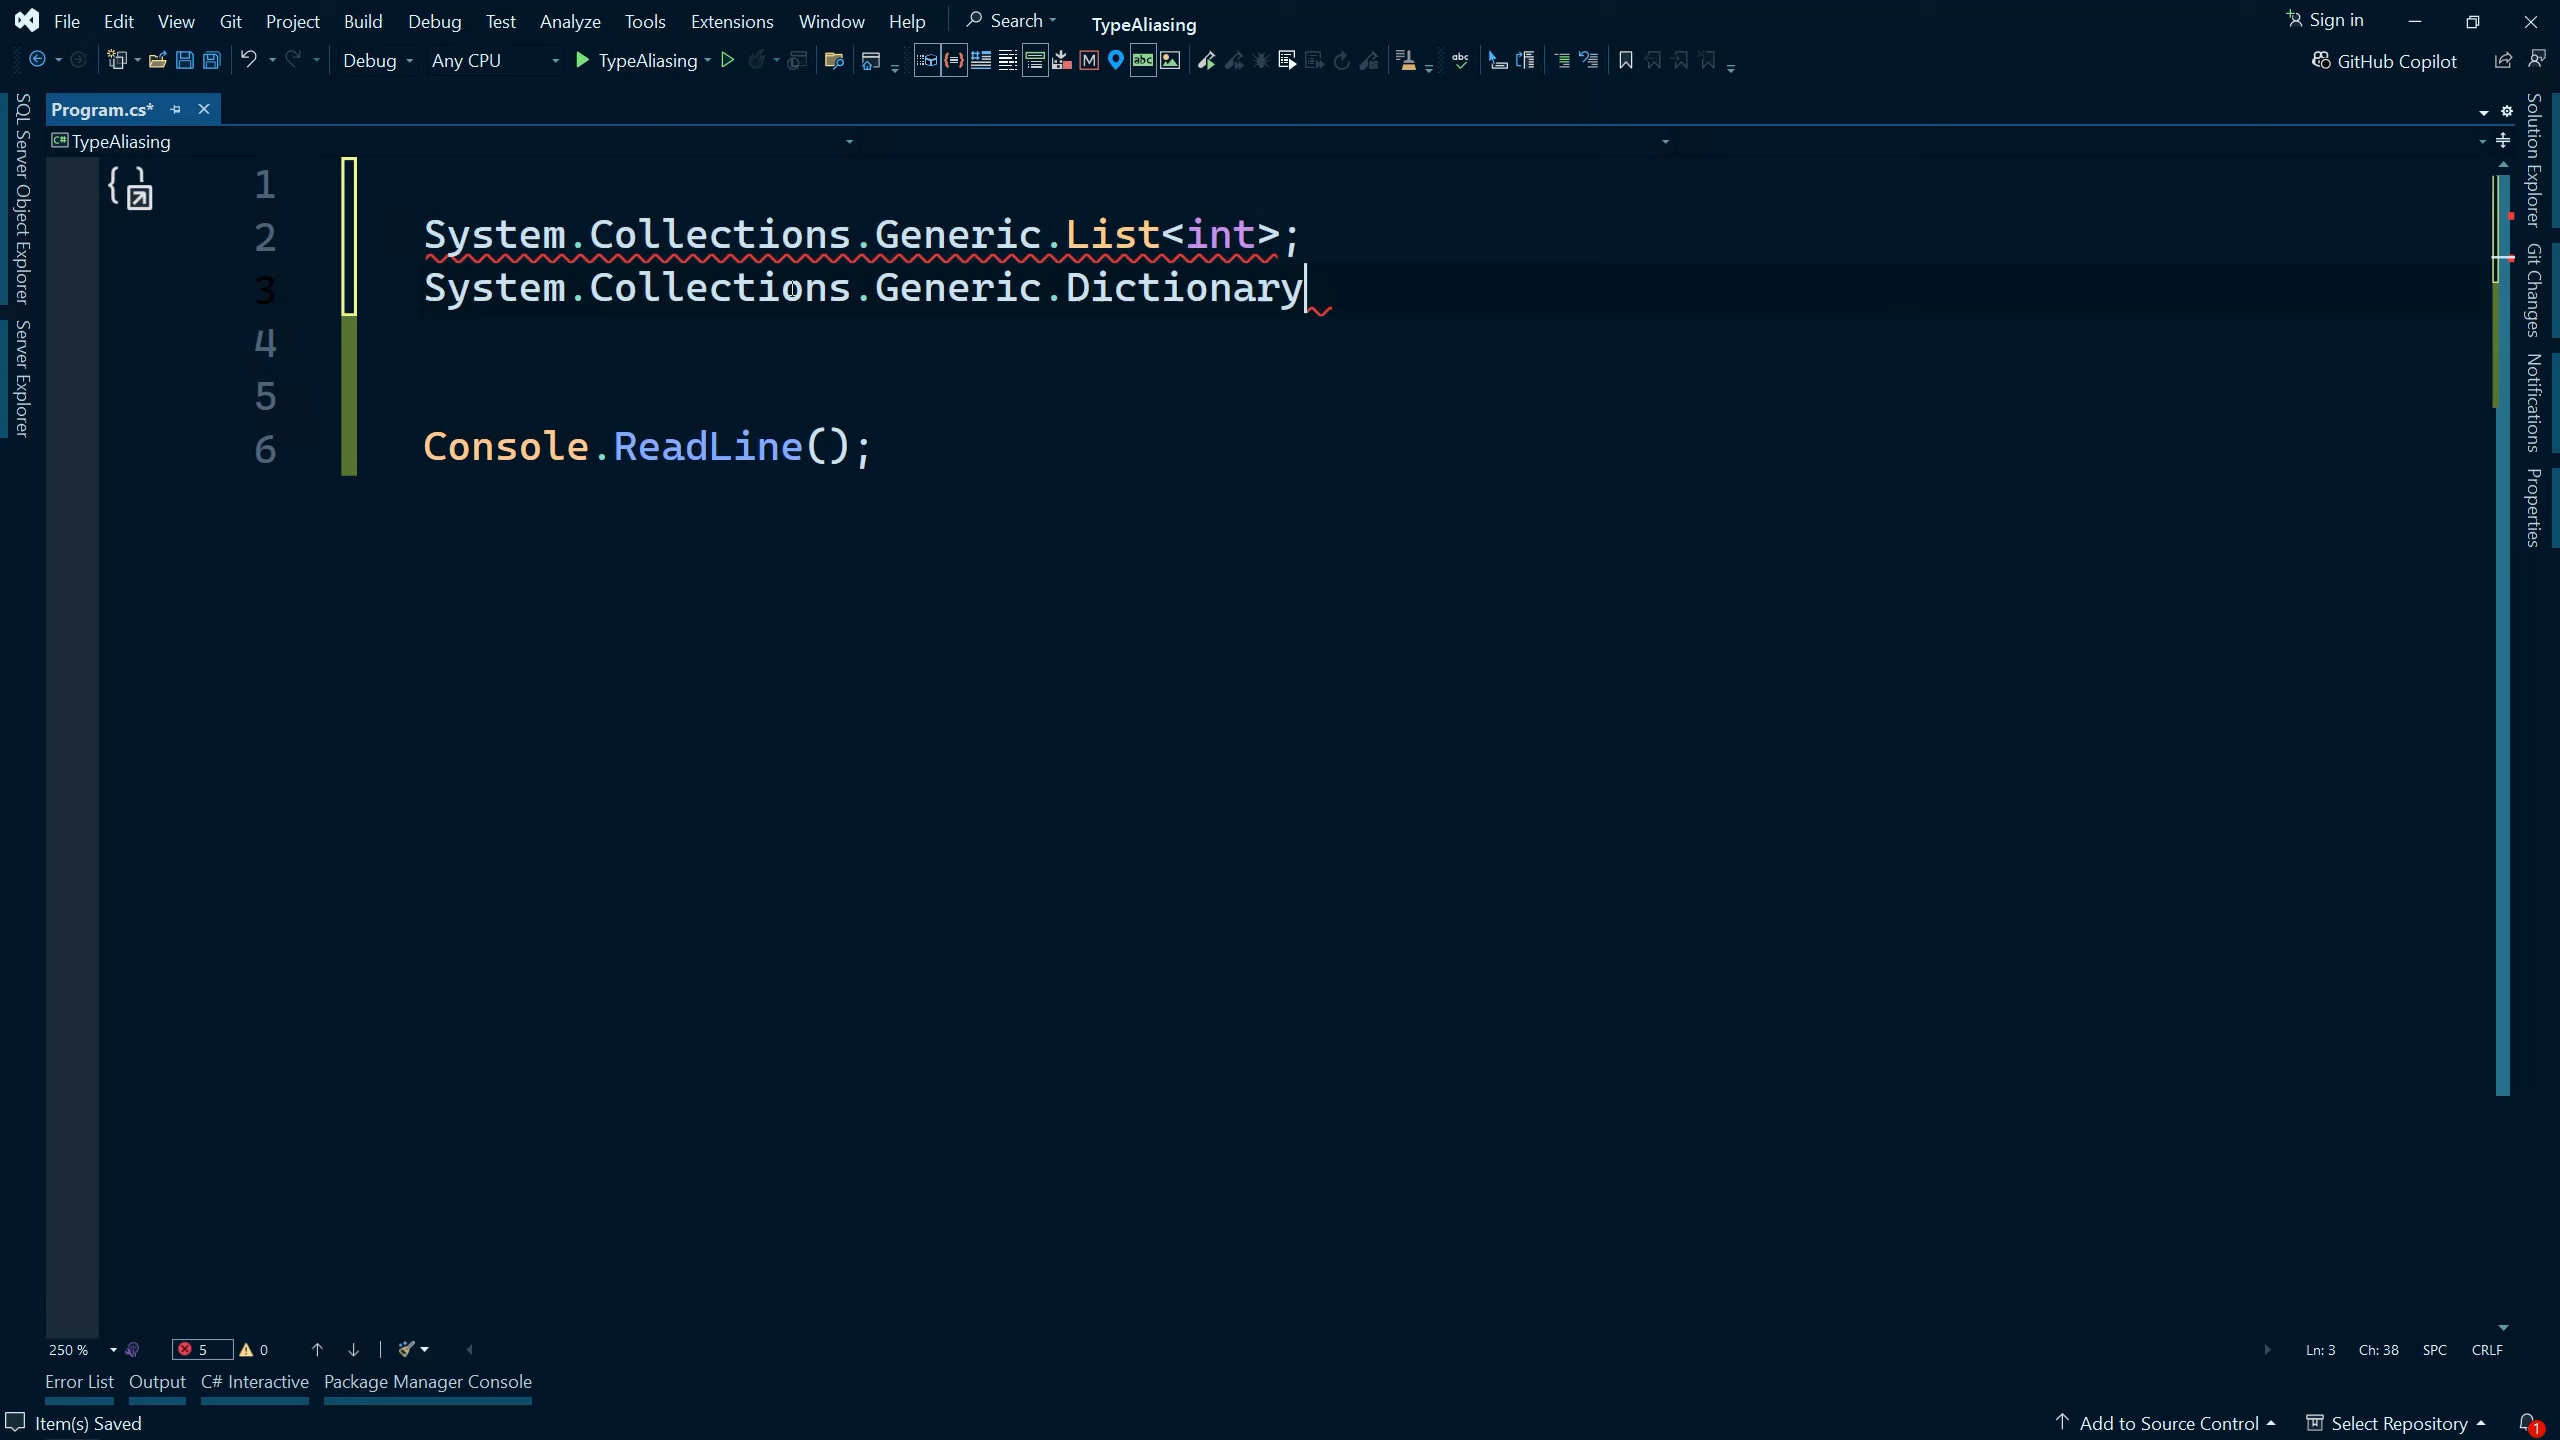 File Edit View Git Project Build Debug Test Analyze Tools Extensions Window Help Search TypeAliasing Sign in
Debug Any CPU TypeAliasing GitHub Copilot
Program.cs*
TypeAliasing
1
2 System.Collections.Generic.List<int>;
3 System.Collections.Generic.Dictionary
4
5
6 Console.ReadLine();
SQL Server Object Explorer
Server Explorer
Solution Explorer
Git Changes
Notifications
Properties
250 % 5 0 Ln: 3 Ch: 38 SPC CRLF
Error List Output C# Interactive Package Manager Console
Item(s) Saved Add to Source Control Select Repository 1